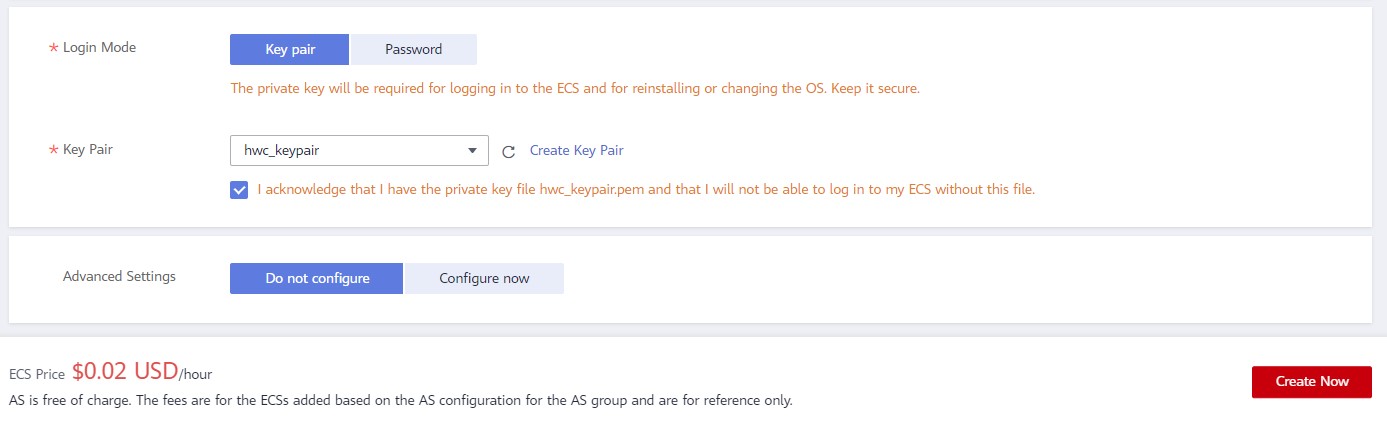 * Login Mode
Key pair
Password
The private key will be required for logging in to the ECS and for reinstalling or changing the OS. Keep it secure.
* Key Pair
hwc_keypair
Create Key Pair
I acknowledge that I have the private key file hwc_keypair.pem and that I will not be able to log in to my ECS without this file.
Advanced Settings
Do not configure
Configure now
ECS Price $0.02 USD/hour
AS is free of charge. The fees are for the ECSs added based on the AS configuration for the AS group and are for reference only.
Create Now